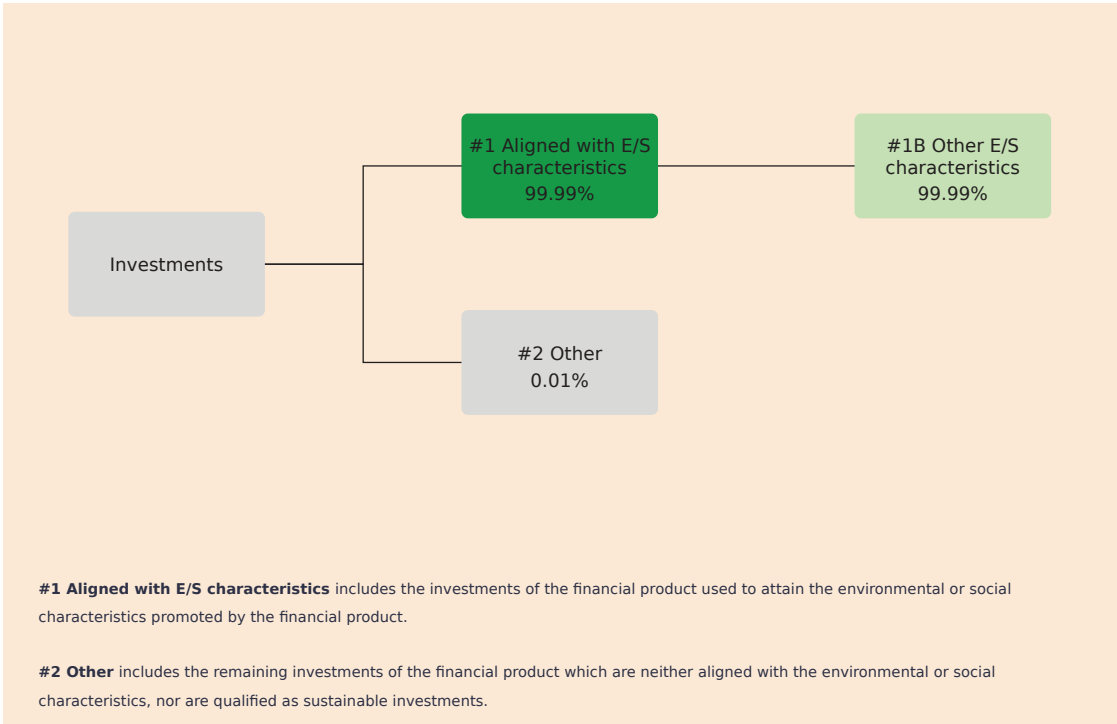 #1 Aligned with E/S
characteristics
99.99%
#1B Other E/S
characteristics
99.99%
Investments
#2 Other
0.01%
#1 Aligned with E/S characteristics includes the investments of the financial product used to attain the environmental or social
characteristics promoted by the financial product.
#2 Other includes the remaining investments of the financial product which are neither aligned with the environmental or social
characteristics, nor are qualified as sustainable investments.